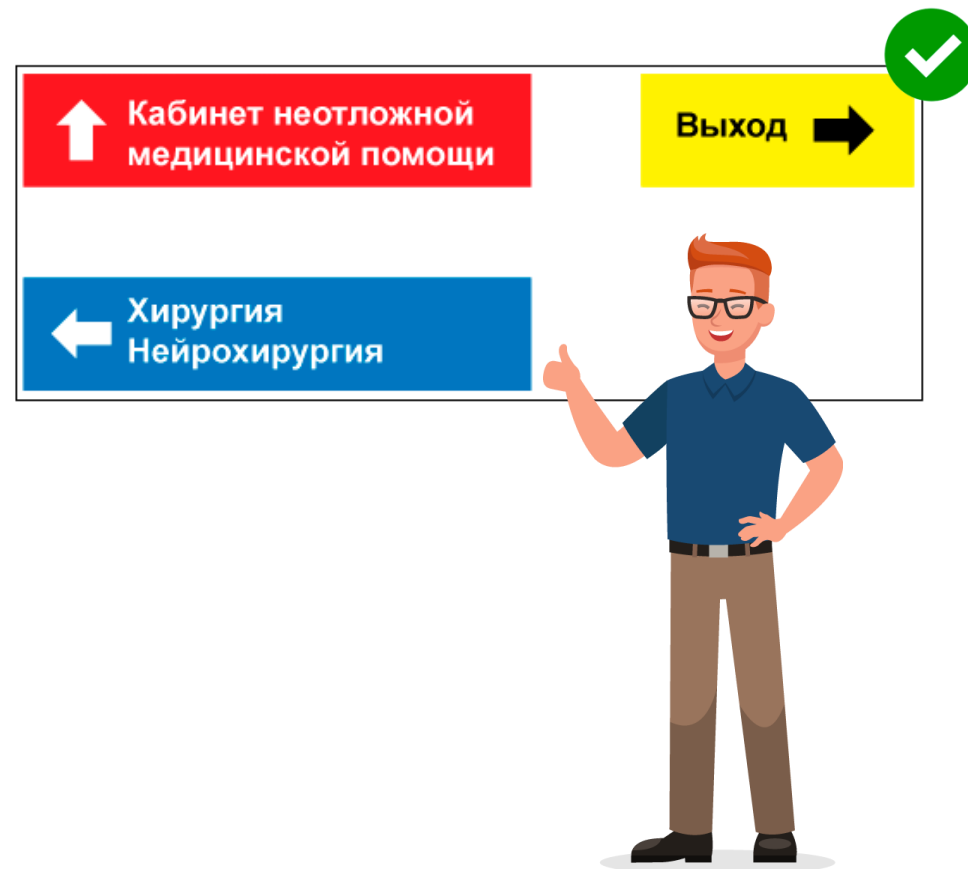 Кабинет неотложной
медицинской помощи
Выход
Хирургия
Нейрохирургия